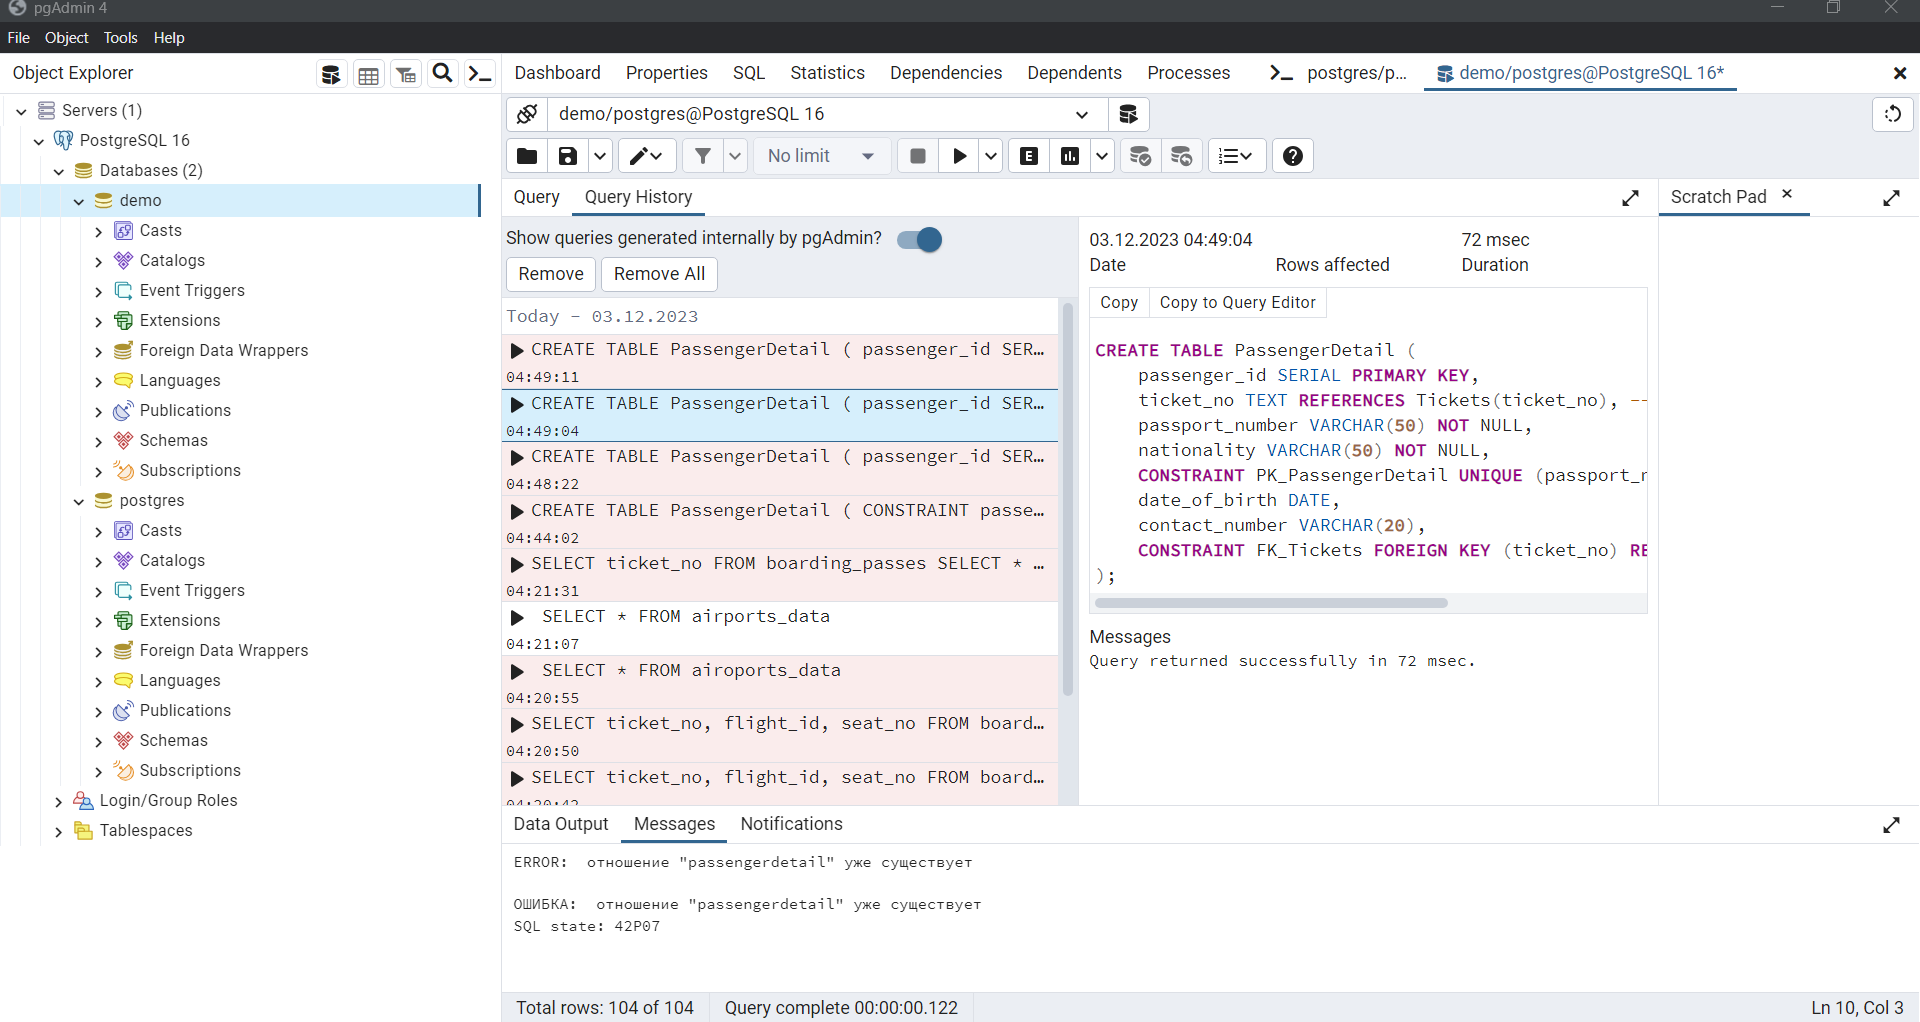 pgAdmin 4
File Object Tools Help
Object Explorer
Dashboard Properties SQL Statistics Dependencies Dependents Processes postgres/p... demo/postgres@PostgreSQL 16*
Servers (1)
PostgreSQL 16
Databases (2)
demo
Casts
Catalogs
Event Triggers
Extensions
Foreign Data Wrappers
Languages
Publications
Schemas
Subscriptions
postgres
Casts
Catalogs
Event Triggers
Extensions
Foreign Data Wrappers
Languages
Publications
Schemas
Subscriptions
Login/Group Roles
Tablespaces
demo/postgres@PostgreSQL 16
No limit
E
Query Query History
Scratch Pad
Show queries generated internally by pgAdmin?
Remove Remove All
Today - 03.12.2023
CREATE TABLE PassengerDetail ( passenger_id SER...
04:49:11
CREATE TABLE PassengerDetail ( passenger_id SER...
04:49:04
CREATE TABLE PassengerDetail ( passenger_id SER...
04:48:22
CREATE TABLE PassengerDetail ( CONSTRAINT passe...
04:44:02
SELECT ticket_no FROM boarding_passes SELECT * ...
04:21:31
SELECT * FROM airports_data
04:21:07
SELECT * FROM airoports_data
04:20:55
SELECT ticket_no, flight_id, seat_no FROM board...
04:20:50
SELECT ticket_no, flight_id, seat_no FROM board...
04:20:42
03.12.2023 04:49:04 72 msec
Date Rows affected Duration
Copy Copy to Query Editor
CREATE TABLE PassengerDetail (
passenger_id SERIAL PRIMARY KEY,
ticket_no TEXT REFERENCES Tickets(ticket_no), --
passport_number VARCHAR(50) NOT NULL,
nationality VARCHAR(50) NOT NULL,
CONSTRAINT PK_PassengerDetail UNIQUE (passport_n
date_of_birth DATE,
contact_number VARCHAR(20),
CONSTRAINT FK_Tickets FOREIGN KEY (ticket_no) RE
);
Messages
Query returned successfully in 72 msec.
Data Output Messages Notifications
ERROR: отношение "passengerdetail" уже существует
ОШИБКА: отношение "passengerdetail" уже существует
SQL state: 42P07
Total rows: 104 of 104 Query complete 00:00:00.122 Ln 10, Col 3